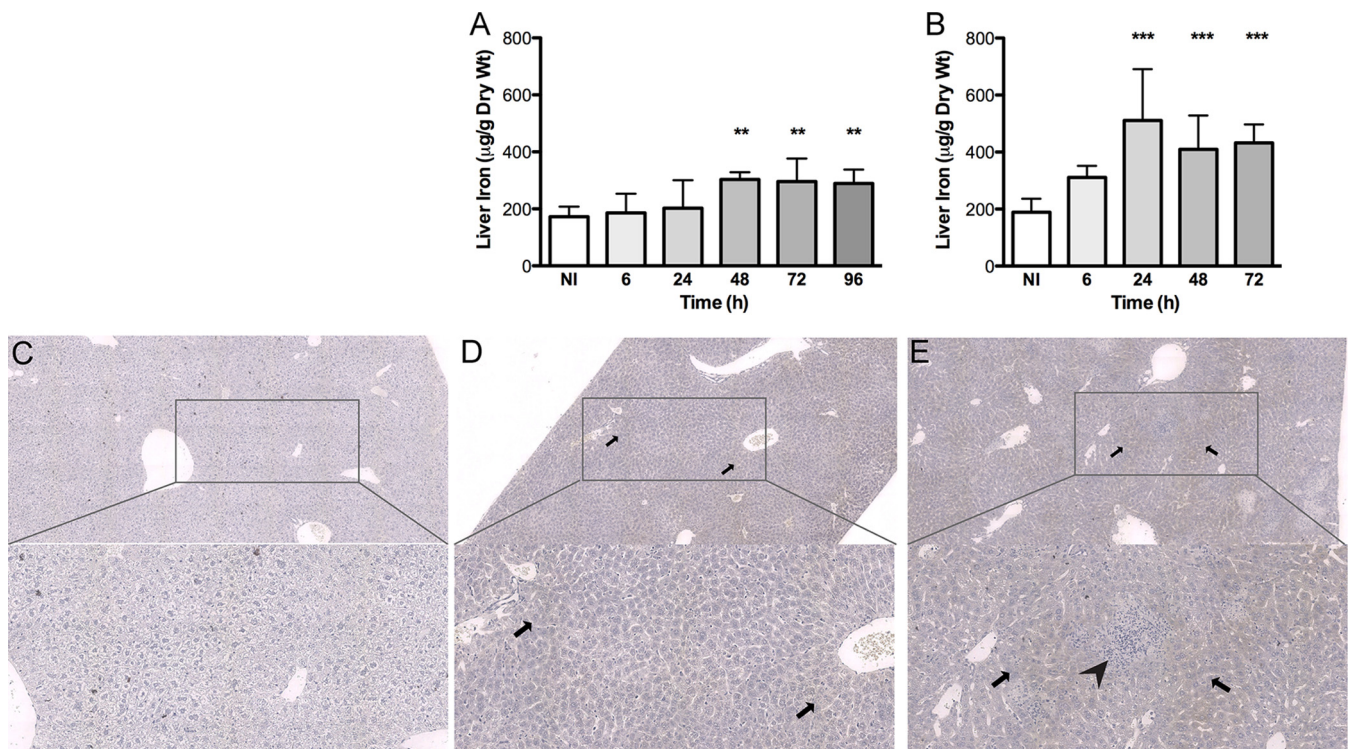 A
Liver Iron (μg/g Dry Wt)
800
600
400
200
0
** ** **
NI 6 24 48 72 96
Time (h)
B
Liver Iron (μg/g Dry Wt)
800
600
400
200
0
*** *** ***
NI 6 24 48 72
Time (h)
C
D
E